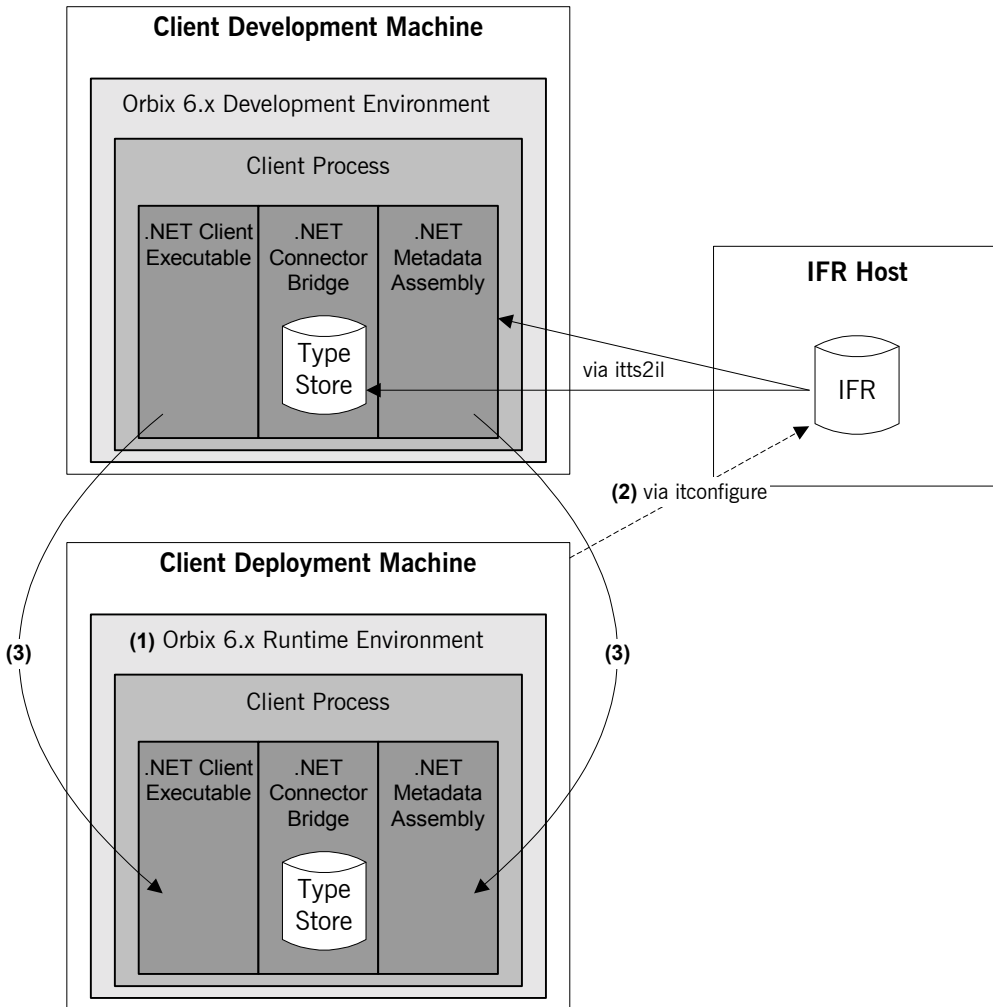 Client Development Machine
Orbix 6.x Development Environment
Client Process
.NET Client
Executable
.NET
Connector
Bridge
.NET
Metadata
Assembly
Type
Store
IFR Host
IFR
via itts2il
(2) via itconfigure
Client Deployment Machine
(3)
(1) Orbix 6.x Runtime Environment
(3)
Client Process
.NET Client
Executable
.NET
Connector
Bridge
.NET
Metadata
Assembly
Type
Store